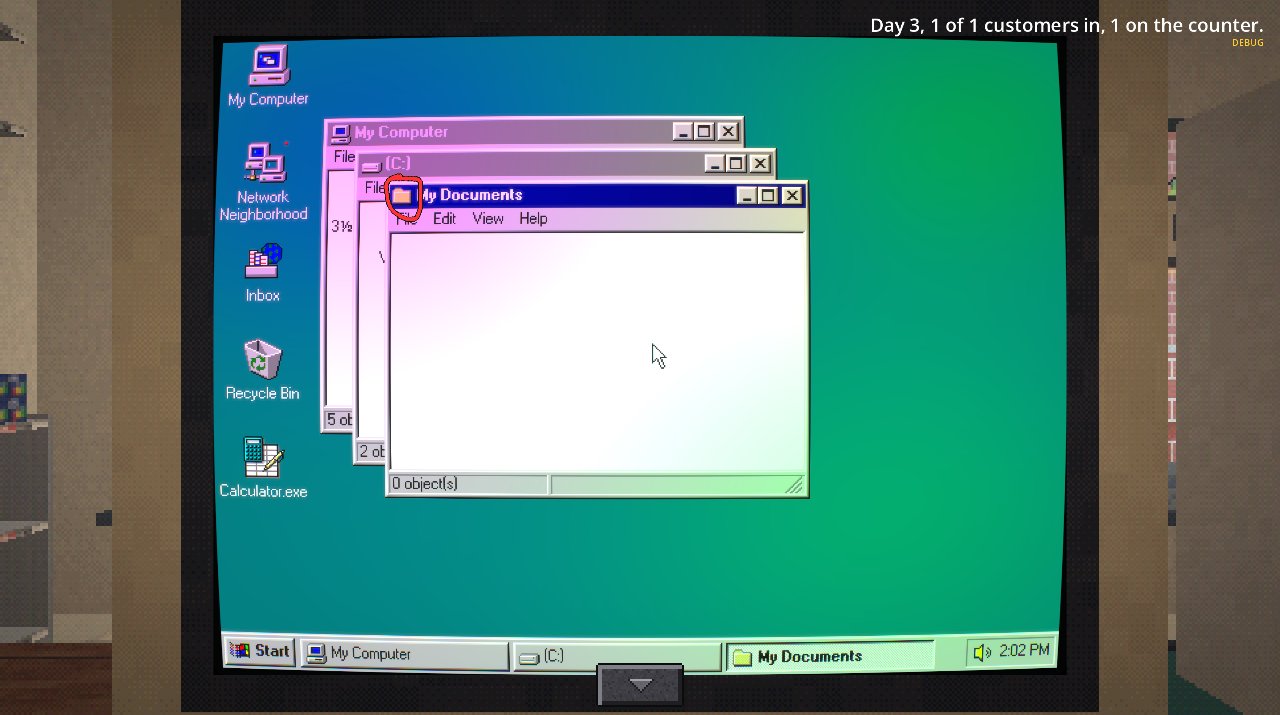 Day 3, 1 of 1 customers in, 1 on the counter.
DEBUG
My Computer
Network
Neighborhood
Inbox
Recycle Bin
Calculator.exe
My Computer
File
3½
5 ob
(C:)
File
\
2 ob
My Documents
File Edit View Help
0 object(s)
Start
My Computer
(C:)
My Documents
2:02 PM